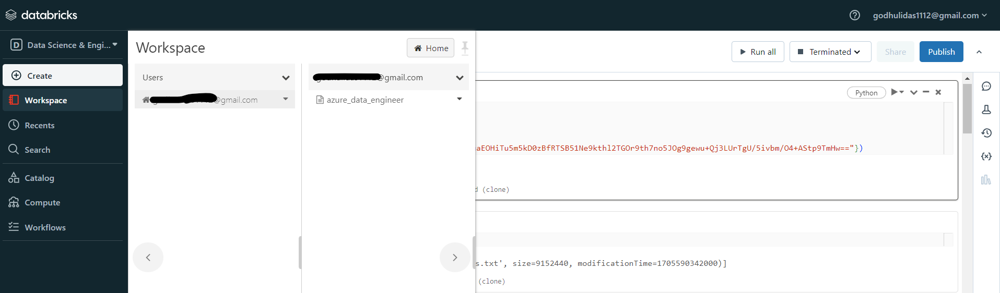 databricks
godhulidas1112@gmail.com
D Data Science & Engi...
Workspace
Home
Run all
Terminated
Share
Publish
Create
Users
@gmail.com
Workspace
@gmail.com
azure_data_engineer
Python
Recents
Search
aEOHiTu5m5kD0zBfRTSB51Ne9kthl2TGOr9th7no5JOg9gewu+Qj3LUrTgU/5ivbm/O4+AStp9TmHw=="})
Catalog
d (clone)
Compute
Workflows
s.txt', size=9152440, modificationTime=1705590342000)]
(clone)